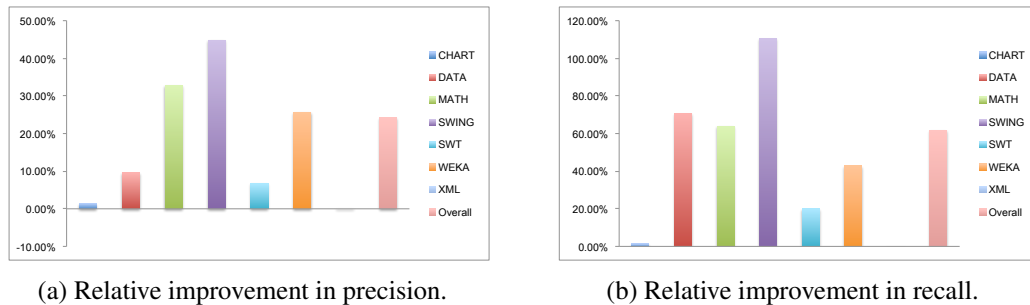 50.00%
40.00%
30.00%
20.00%
10.00%
0.00%
-10.00%
CHART
DATA
MATH
SWING
SWT
WEKA
XML
Overall
(a) Relative improvement in precision.
120.00%
100.00%
80.00%
60.00%
40.00%
20.00%
0.00%
CHART
DATA
MATH
SWING
SWT
WEKA
XML
Overall
(b) Relative improvement in recall.